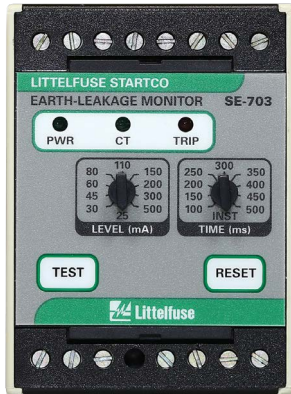 LITTELFUSE STARTCO
EARTH-LEAKAGE MONITOR SE-703
PWR CT TRIP
110 300
80 150 250 350
60 200 200 400
45 300 150 450
30 500 100 500
25 INST
LEVEL (mA) TIME (ms)
TEST RESET
Littelfuse